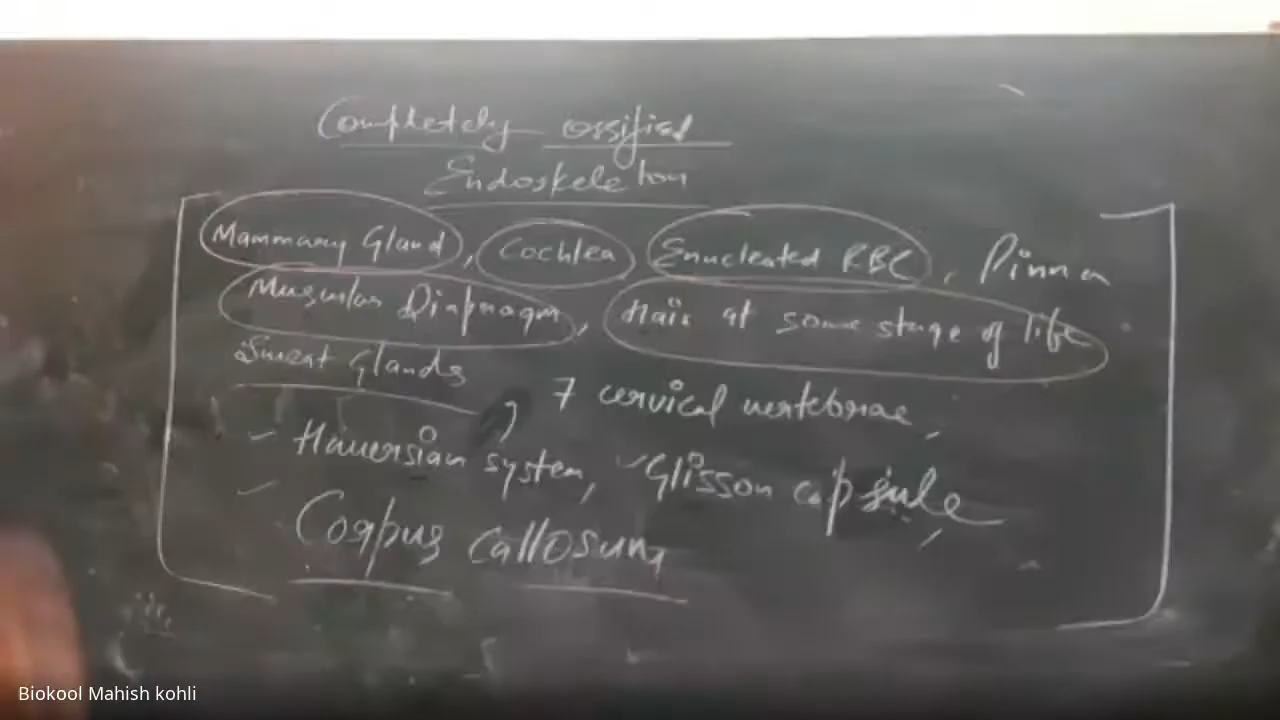 Completely ossified
Endoskeleton
Mammary Gland, Cochlea Enucleated RBC, Pinna
Muscular Diaphragm, Hair at some stage of life
Sweat Glands, 7 cervical vertebrae,
Haversian system, Glisson capsule,
Corpus callosum
Biokool Mahish kohli